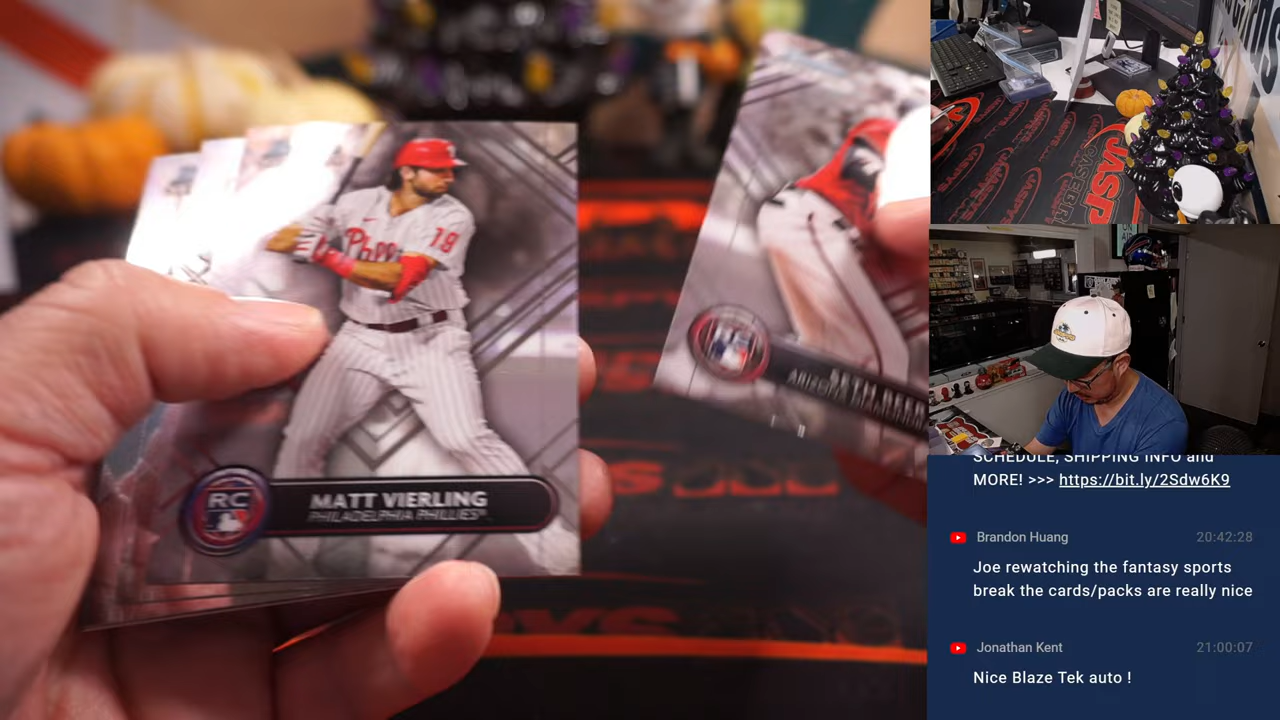 Phillies
19
RC
MATT VIERLING
PHILADELPHIA PHILLIES
SCHEDULE, SHIPPING INFO and
MORE! >>> https://bit.ly/2Sdw6K9
Brandon Huang
20:42:28
Joe rewatching the fantasy sports
break the cards/packs are really nice
Jonathan Kent
21:00:07
Nice Blaze Tek auto !